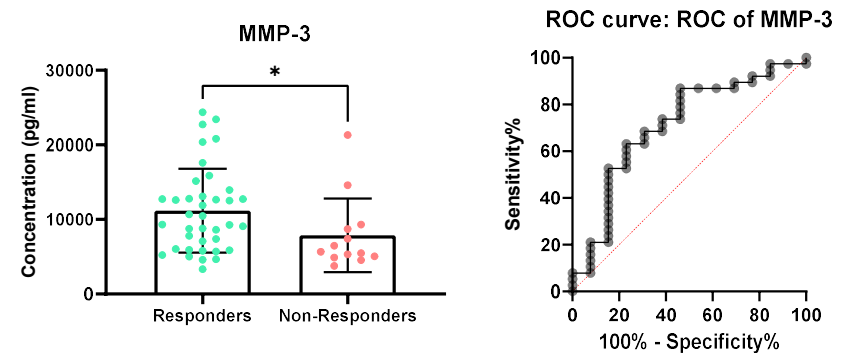 MMP-3
*
Concentration (pg/ml)
30000
20000
10000
0
Responders
Non-Responders
ROC curve: ROC of MMP-3
Sensitivity%
100
80
60
40
20
0
0 20 40 60 80 100
100% - Specificity%